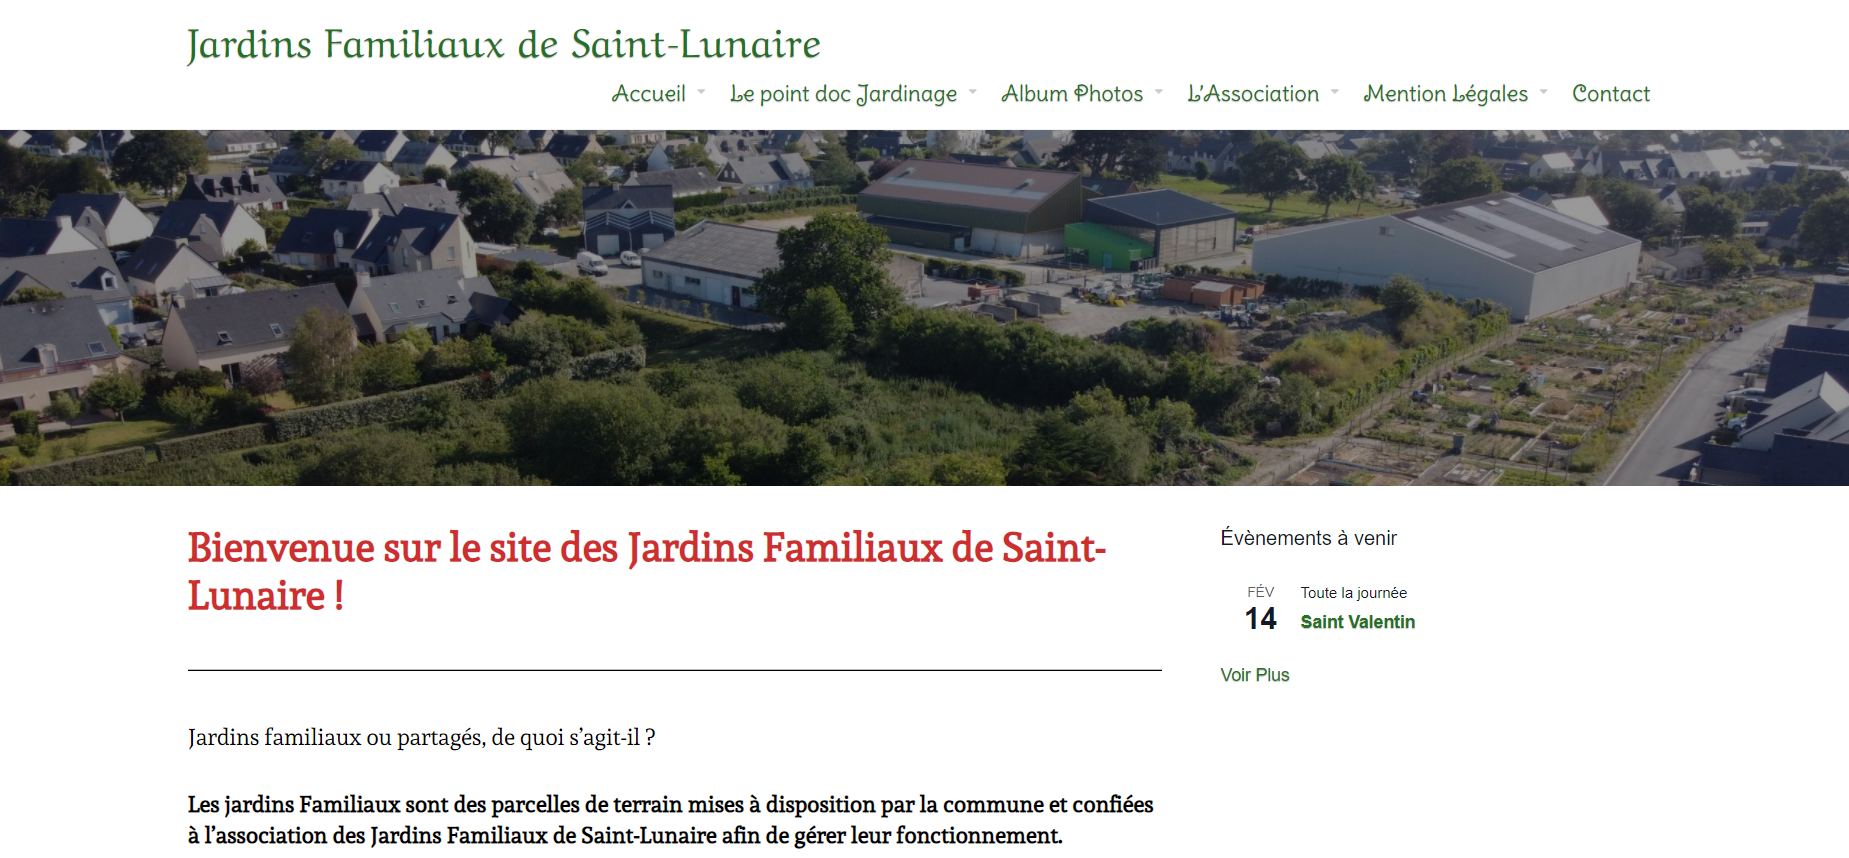 Jardins Familiaux de Saint-Lunaire
Accueil Le point doc Jardinage Album Photos L'Association Mention Légales Contact
Bienvenue sur le site des Jardins Familiaux de Saint-
Lunaire !
Jardins familiaux ou partagés, de quoi s’agit-il ?
Les jardins Familiaux sont des parcelles de terrain mises à disposition par la commune et confiées
à l’association des Jardins Familiaux de Saint-Lunaire afin de gérer leur fonctionnement.
Évènements à venir
FÉV
14
Toute la journée
Saint Valentin
Voir Plus